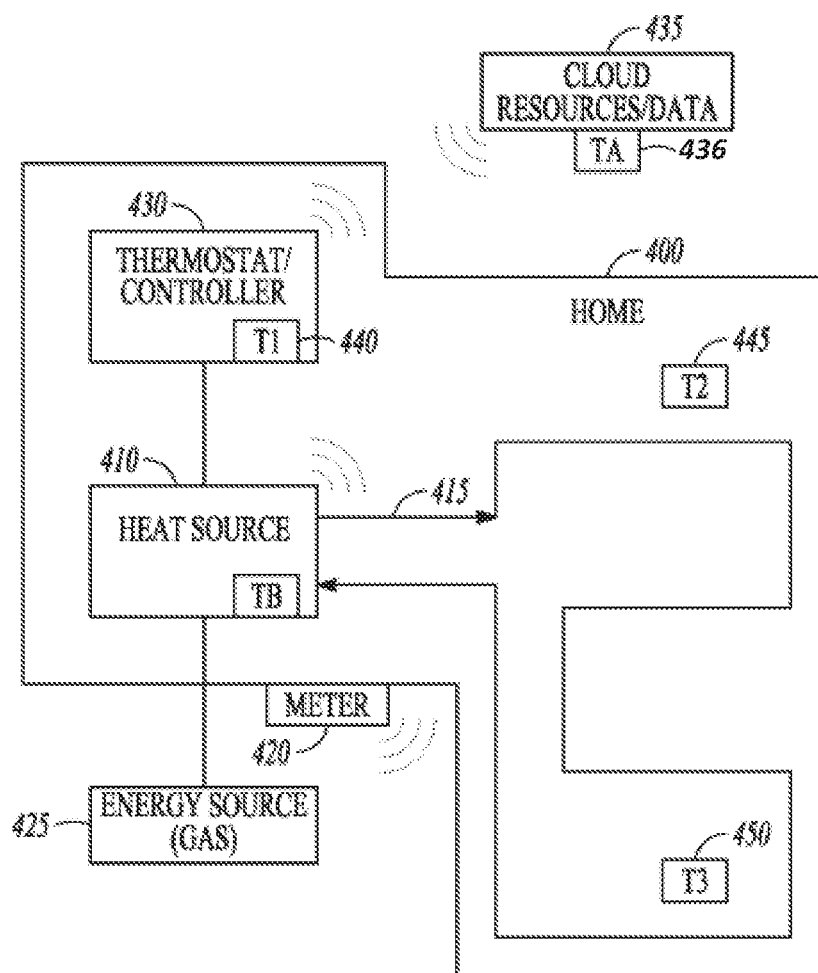 435
CLOUD
RESOURCES/DATA
TA
436
430
THERMOSTAT/
CONTROLLER
T1
440
400
HOME
445
T2
410
HEAT SOURCE
TB
415
METER
420
425
ENERGY SOURCE
(GAS)
450
T3